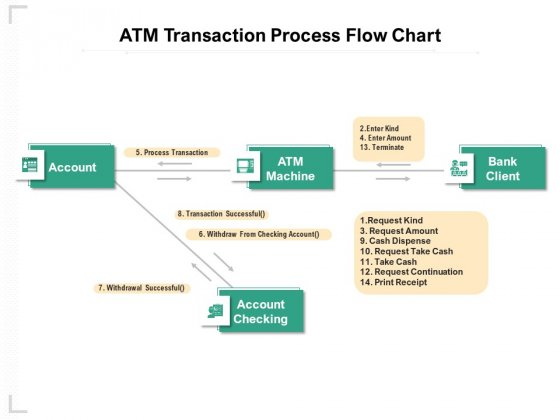 ATM Transaction Process Flow Chart
2.Enter Kind
4. Enter Amount
13. Terminate
5. Process Transaction
Account
ATM
Machine
Bank
Client
8. Transaction Successful()
6. Withdraw From Checking Account()
1.Request Kind
3. Request Amount
9. Cash Dispense
10. Request Take Cash
11. Take Cash
12. Request Continuation
14. Print Receipt
7. Withdrawal Successful()
Account
Checking